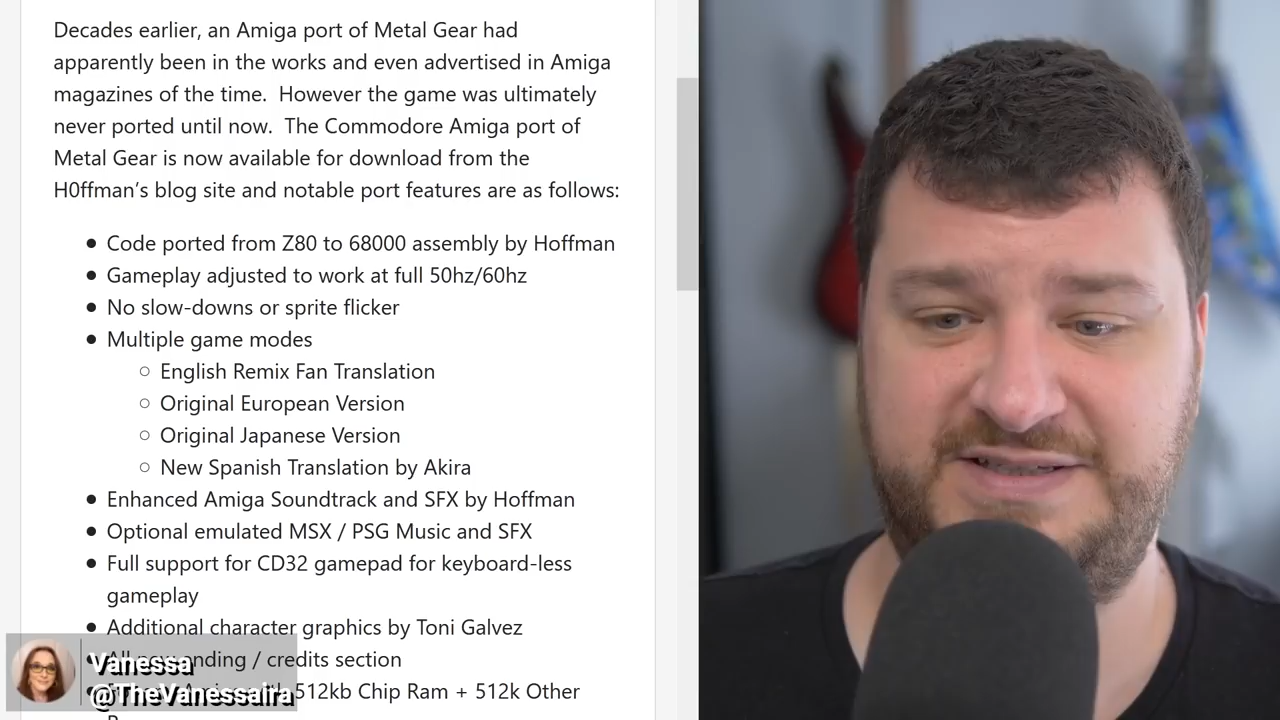 Decades earlier, an Amiga port of Metal Gear had
apparently been in the works and even advertised in Amiga
magazines of the time.  However the game was ultimately
never ported until now.  The Commodore Amiga port of
Metal Gear is now available for download from the
H0ffman’s blog site and notable port features are as follows:
Code ported from Z80 to 68000 assembly by Hoffman
Gameplay adjusted to work at full 50hz/60hz
No slow-downs or sprite flicker
Multiple game modes
English Remix Fan Translation
Original European Version
Original Japanese Version
New Spanish Translation by Akira
Enhanced Amiga Soundtrack and SFX by Hoffman
Optional emulated MSX / PSG Music and SFX
Full support for CD32 gamepad for keyboard-less
gameplay
Additional character graphics by Toni Galvez
ending / credits section
512kb Chip Ram + 512k Other
Vanessa
@TheVanessaira